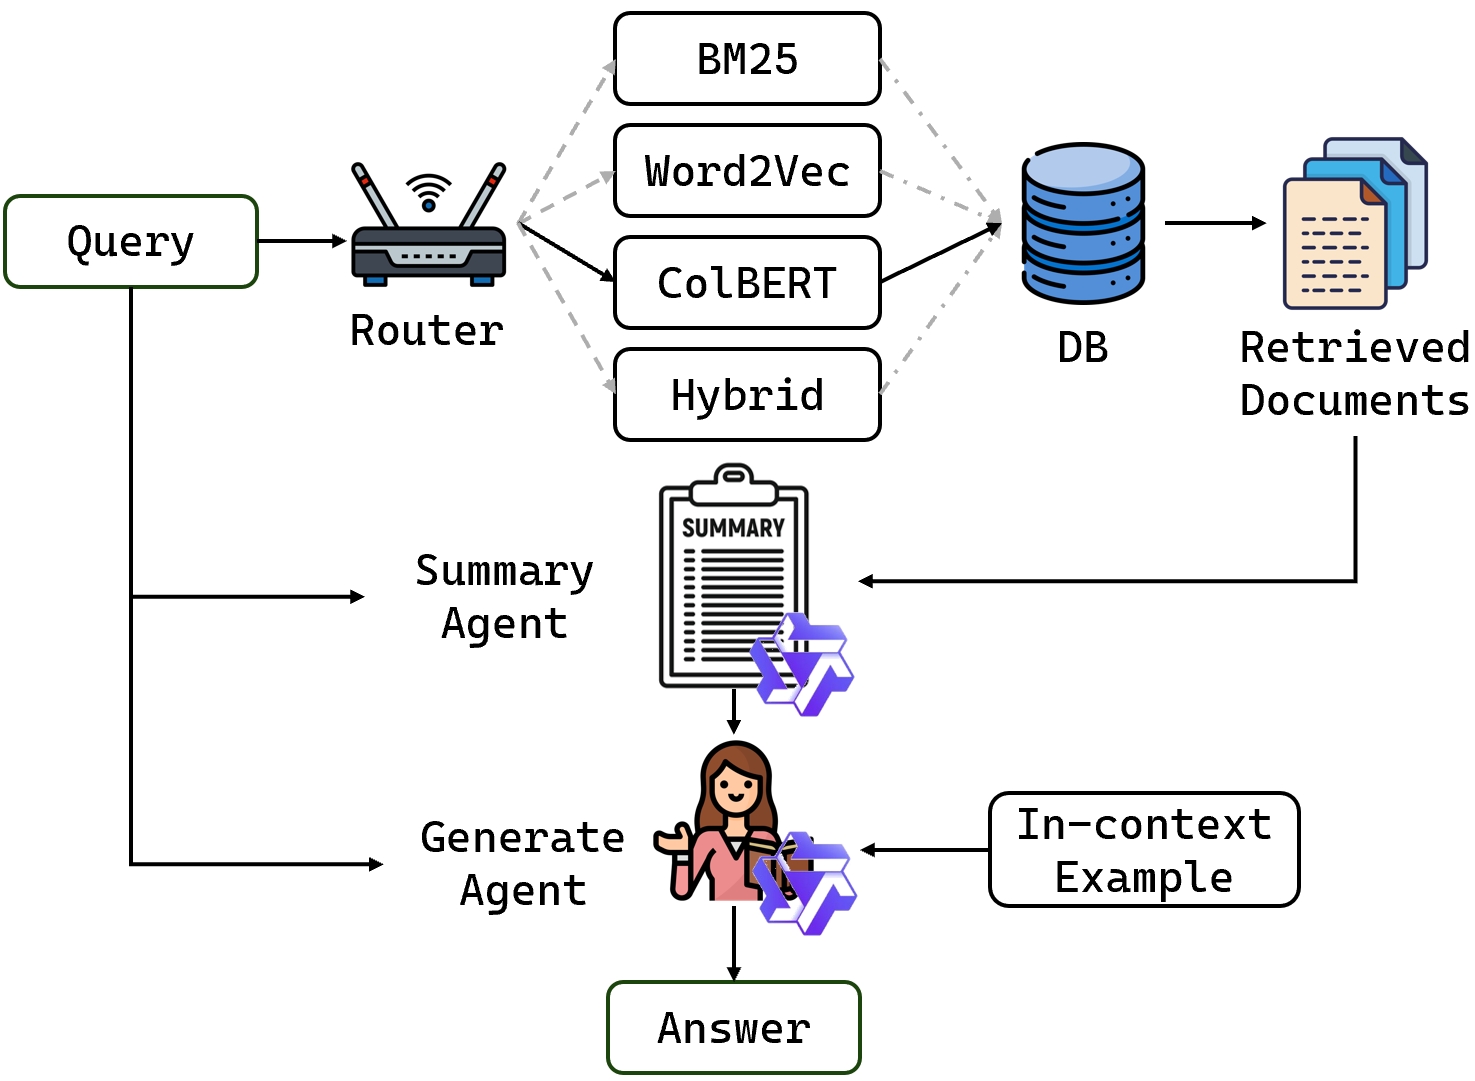 BM25
Word2Vec
Query
ColBERT
Router
DB
Retrieved
Documents
Hybrid
SUMMARY
Summary
Agent
Generate
Agent
In-context
Example
Answer